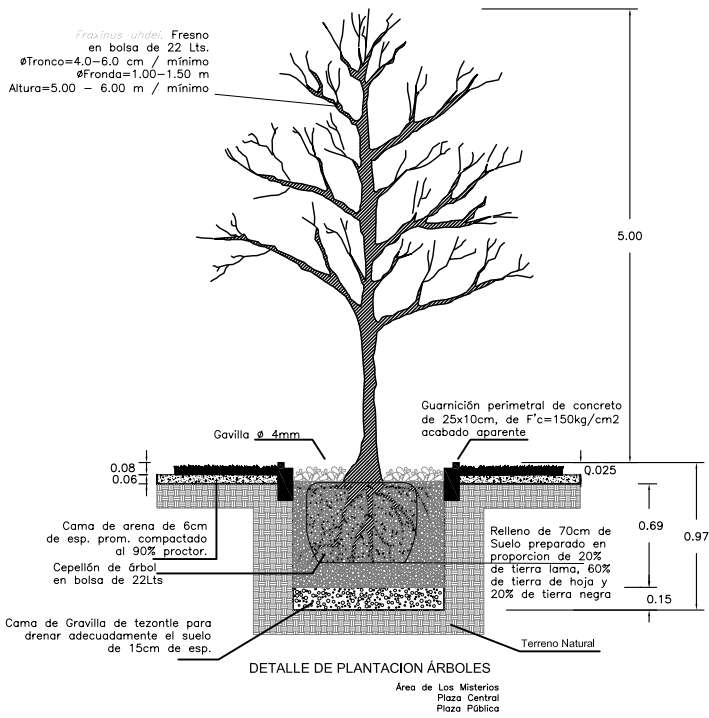 Fraxinus uhdei, Fresno
en bolsa de 22 Lts.
øTronco=4.0-6.0 cm / mínimo
øFronda=1.00-1.50 m
Altura=5.00 - 6.00 m / mínimo
5.00
Guarnición perimetral de concreto
de 25x10cm, de F'c=150kg/cm2
acabado aparente
Gavilla ø 4mm
0.08
0.06
0.025
Cama de arena de 6cm
de esp. prom. compactado
al 90% proctor.
Cepellón de árbol
en bolsa de 22Lts
Relleno de 70cm de
Suelo preparado en
proporcion de 20%
de tierra lama, 60%
de tierra de hoja y
20% de tierra negra
0.69
0.97
0.15
Cama de Gravilla de tezontle para
drenar adecuadamente el suelo
de 15cm de esp.
Terreno Natural
DETALLE DE PLANTACION ÁRBOLES
Área de Los Misterios
Plaza Central
Plaza Pública